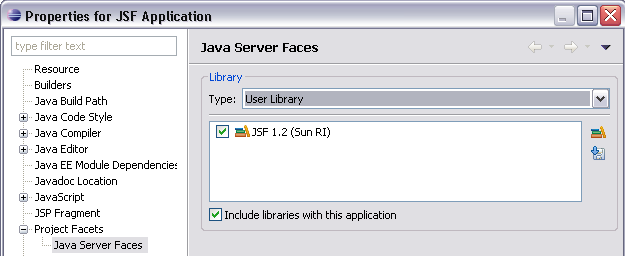 Properties for JSF Application
type filter text
Resource
Builders
Java Build Path
Java Code Style
Java Compiler
Java Editor
Java EE Module Dependencies
Javadoc Location
JavaScript
JSP Fragment
Project Facets
Java Server Faces
Java Server Faces
Library
Type: User Library
JSF 1.2 (Sun RI)
Include libraries with this application